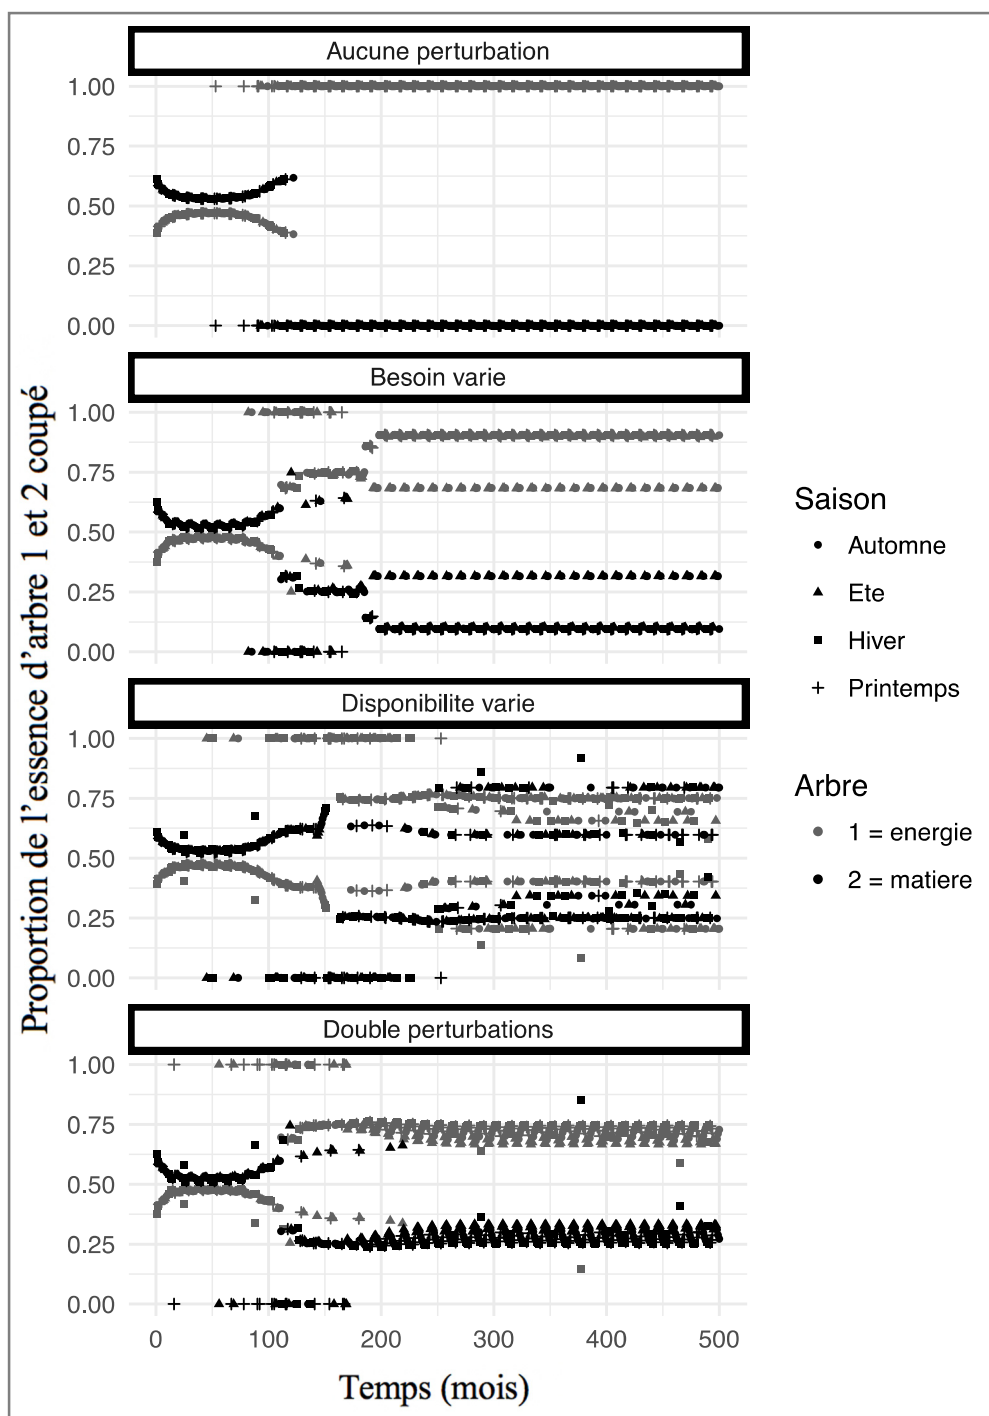 Aucune perturbation
1.00
0.75
0.50
0.25
0.00
Besoin varie
1.00
0.75
0.50
0.25
0.00
Disponibilite varie
1.00
0.75
0.50
0.25
0.00
Double perturbations
1.00
0.75
0.50
0.25
0.00
0 100 200 300 400 500
Temps (mois)
Proportion de l'essence d'arbre 1 et 2 coupé
Saison
Automne
Ete
Hiver
Printemps
Arbre
1 = energie
2 = matiere